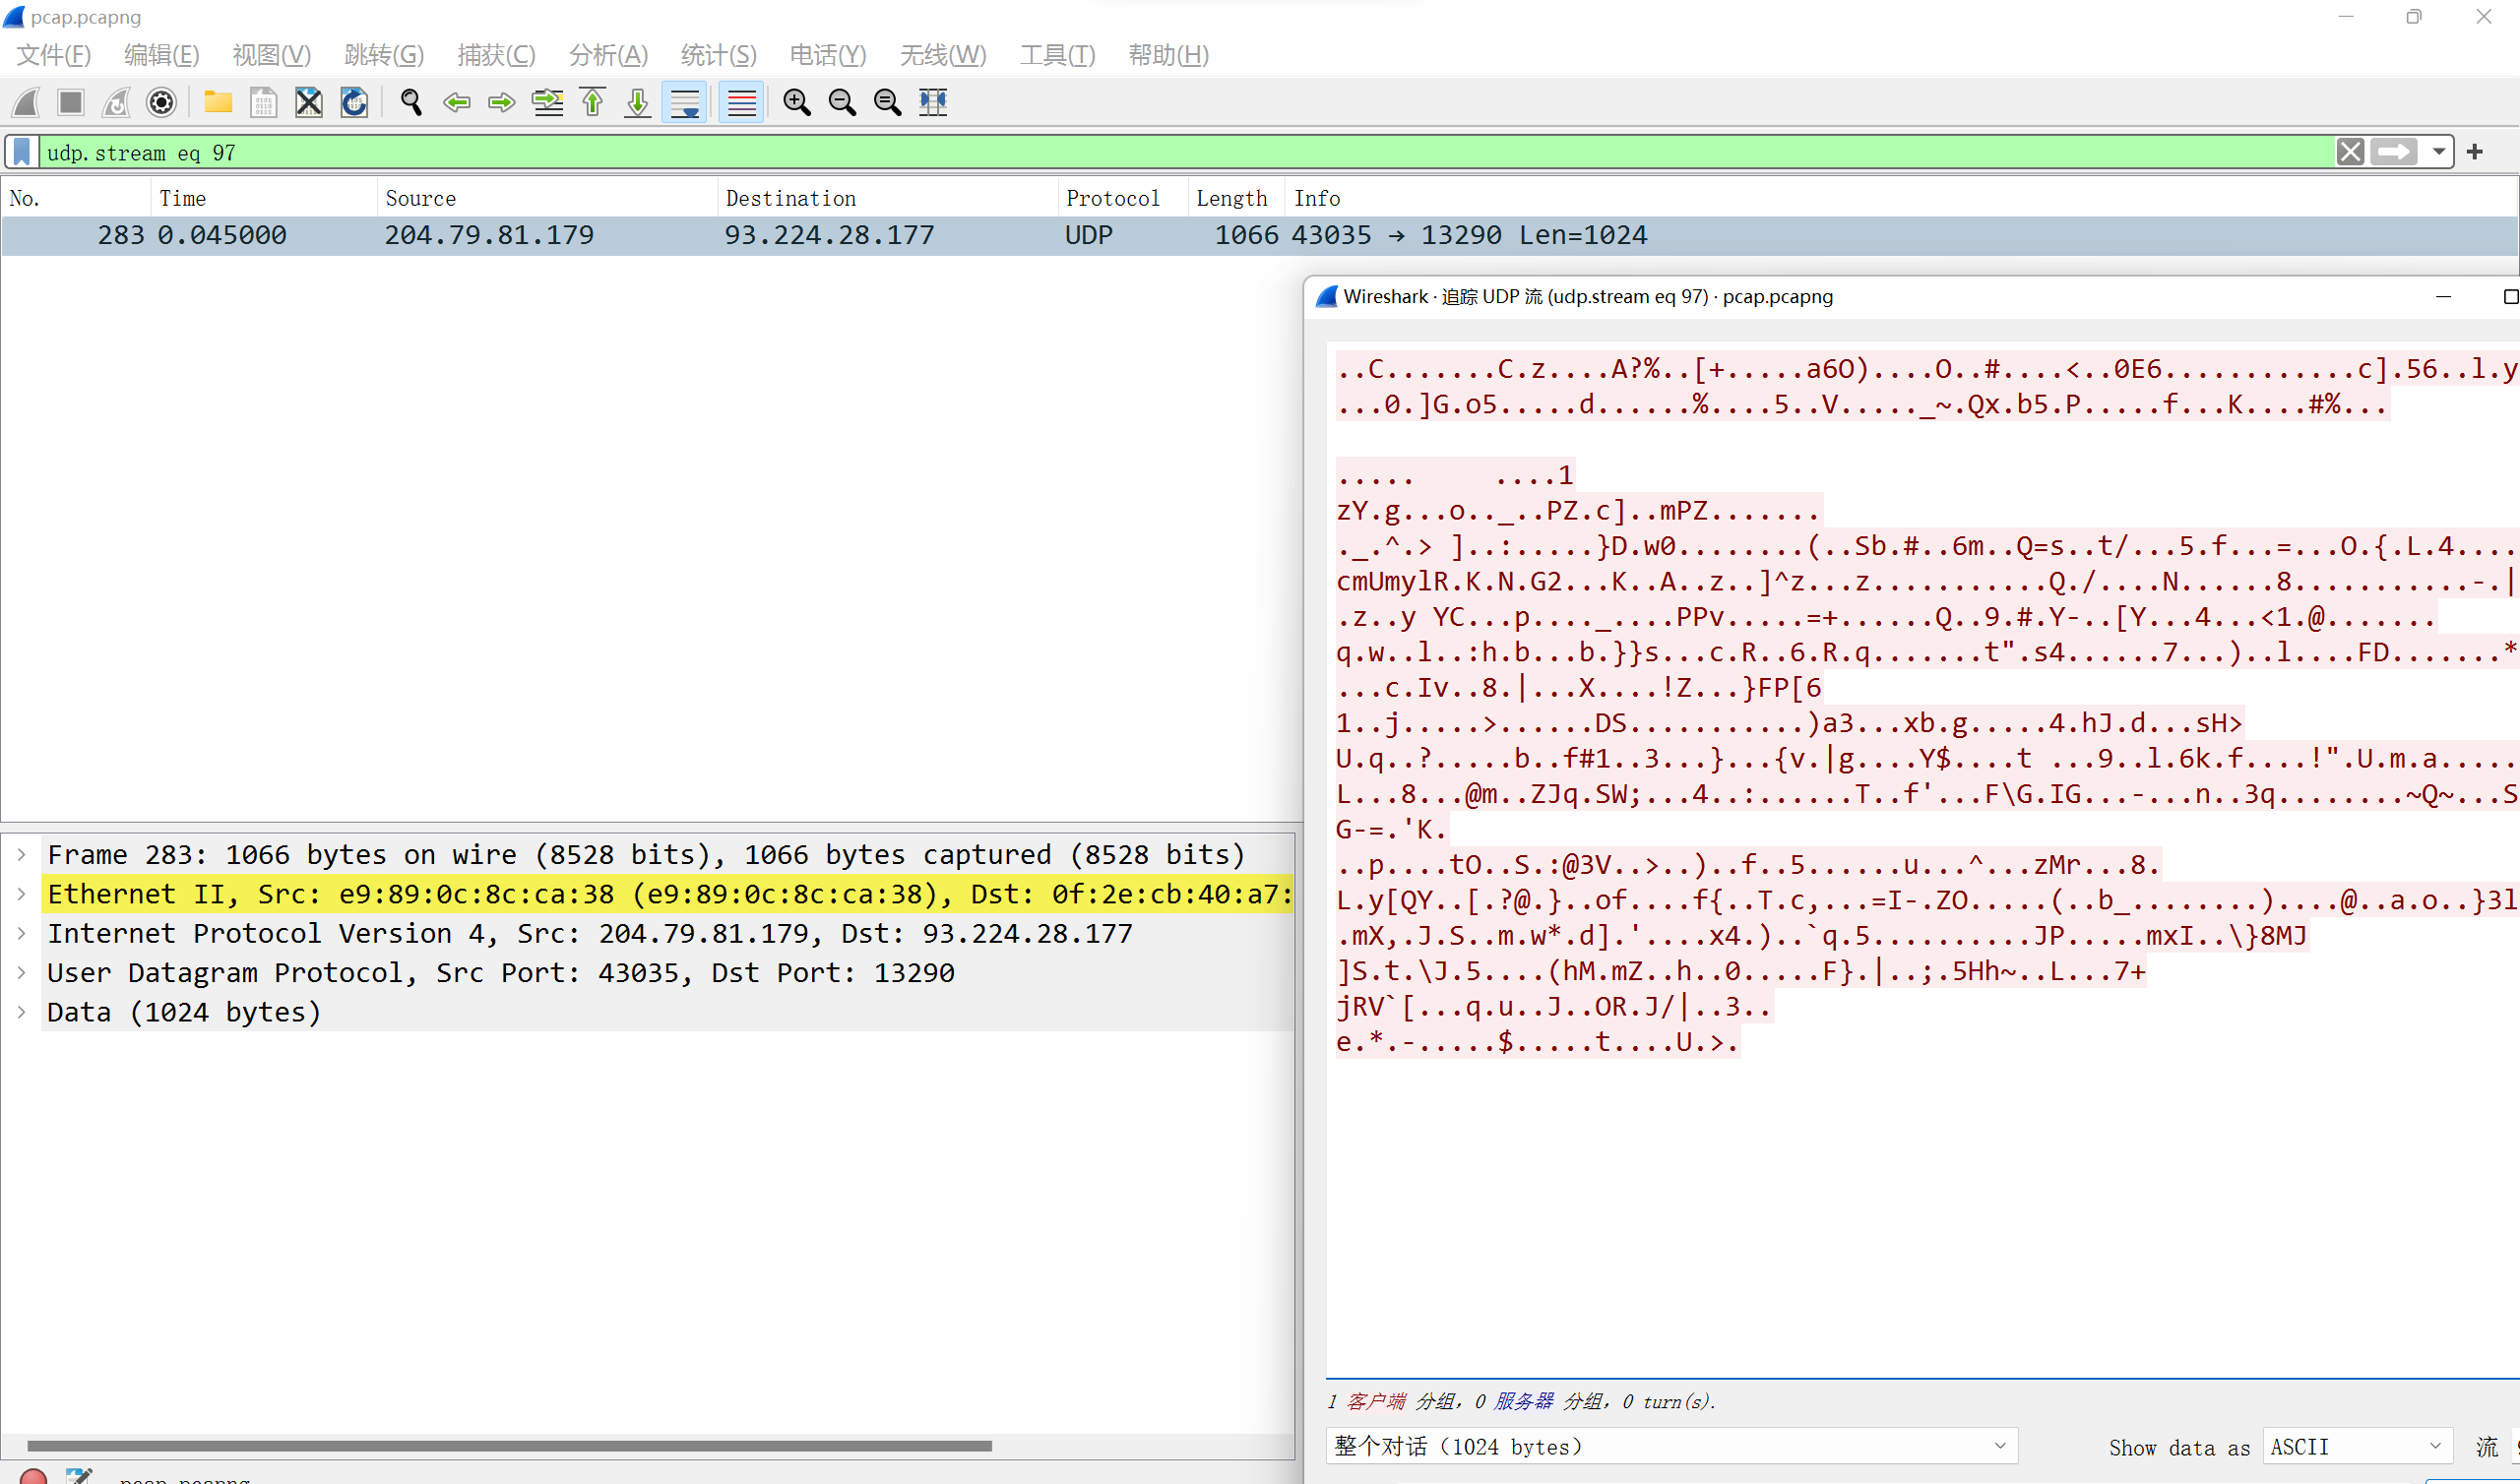 pcap.pcapng
文件(F) 编辑(E) 视图(V) 跳转(G) 捕获(C) 分析(A) 统计(S) 电话(Y) 无线(W) 工具(T) 帮助(H)
udp.stream eq 97
No. Time Source Destination Protocol Length Info
283 0.045000 204.79.81.179 93.224.28.177 UDP 1066 43035 → 13290 Len=1024
Wireshark · 追踪 UDP 流 (udp.stream eq 97) · pcap.pcapng
..C.......C.z....A?%..[+.....a6O)....O..#....<..0E6............c].56..l.y
...0.]G.o5.....d......%....5..V....._~.Qx.b5.P.....f...K....#%...
..... ....1
zY.g...o.._..PZ.c]..mPZ.......
._.^.> ]..:.....}D.w0........(..Sb.#..6m..Q=s..t/...5.f...=...O.{.L.4....
cmUmylR.K.N.G2...K..A..z..]^z...z...........Q./....N......8...........-.|
.z..y YC...p...._....PPv.....=+......Q..9.#.Y-..[Y...4...<1.@.......
q.w..l..:h.b...b.}}s...c.R..6.R.q.......t".s4......7...)..l....FD.......*
...c.Iv..8.|...X....!Z...}FP[6
1..j.....>......DS...........)a3...xb.g.....4.hJ.d...sH>
U.q..?.....b..f#1..3...}...{v.|g....Y$....t ...9..l.6k.f....!".U.m.a.....
L...8...@m..ZJq.SW;...4..:......T..f'...F\G.IG...-...n..3q........~Q~...S
G-=.'K.
..p....tO..S.:@3V..>..)..f..5......u...^...zMr...8.
L.y[QY..[.?@.}..of....f{..T.c,...=I-.ZO.....(..b_........)....@..a.o..}3l
.mX,.J.S..m.w*.d].'....x4.)..`q.5..........JP.....mxI..\}8MJ
]S.t.\J.5....(hM.mZ..h..0.....F}.|..;.5Hh~..L...7+
jRV`[...q.u..J..OR.J/|..3..
e.*.-.....$.....t....U.>.
Frame 283: 1066 bytes on wire (8528 bits), 1066 bytes captured (8528 bits)
Ethernet II, Src: e9:89:0c:8c:ca:38 (e9:89:0c:8c:ca:38), Dst: 0f:2e:cb:40:a7:
Internet Protocol Version 4, Src: 204.79.81.179, Dst: 93.224.28.177
User Datagram Protocol, Src Port: 43035, Dst Port: 13290
Data (1024 bytes)
1 客户端 分组, 0 服务器 分组, 0 turn(s).
整个对话 (1024 bytes) Show data as ASCII 流
pcap.pcapng